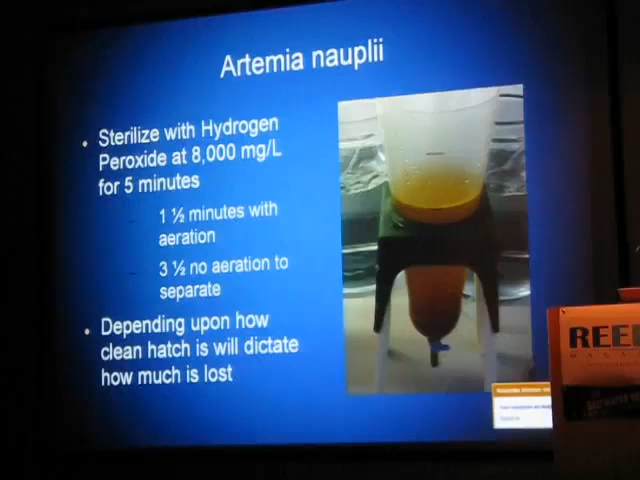 Artemia nauplii
• Sterilize with Hydrogen
Peroxide at 8,000 mg/L
for 5 minutes
– 1 ½ minutes with
aeration
– 3 ½ no aeration to
separate
• Depending upon how
clean hatch is will dictate
how much is lost
REEF